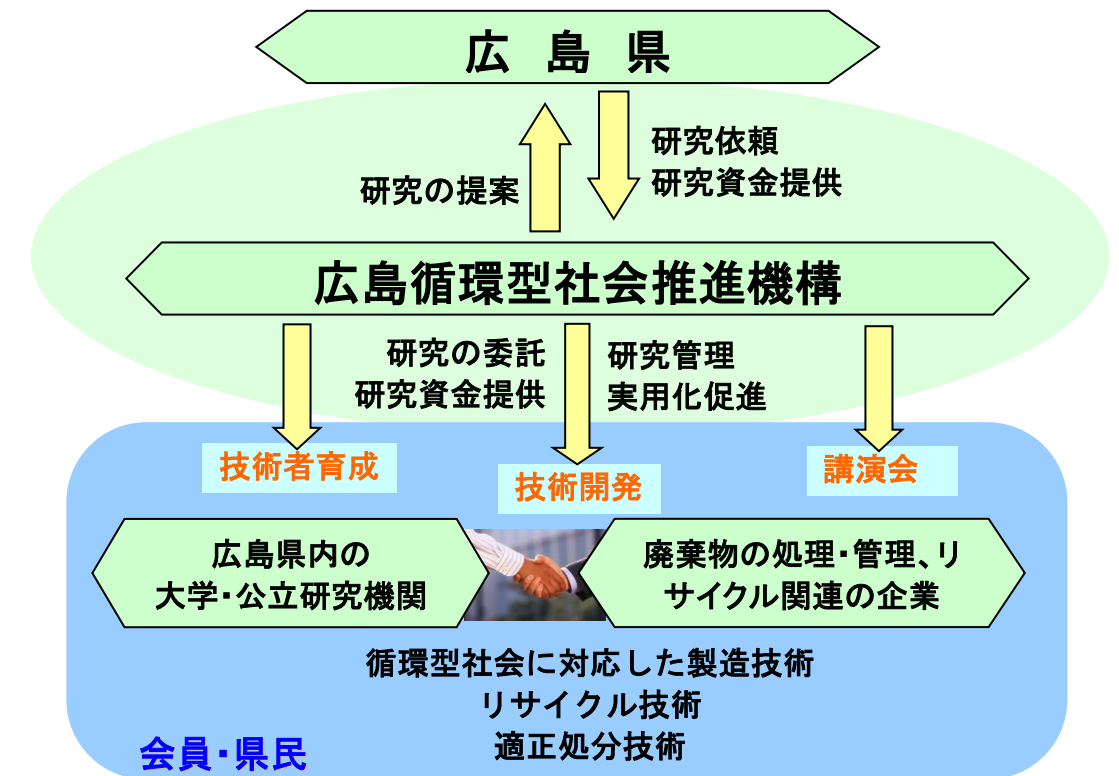 広 島 県
研究の提案
研究依頼
研究資金提供
広島循環型社会推進機構
研究の委託
研究資金提供
研究管理
実用化促進
技術者育成
技術開発
講演会
広島県内の
大学・公立研究機関
廃棄物の処理・管理、リ
サイクル関連の企業
循環型社会に対応した製造技術
リサイクル技術
適正処分技術
会員・県民